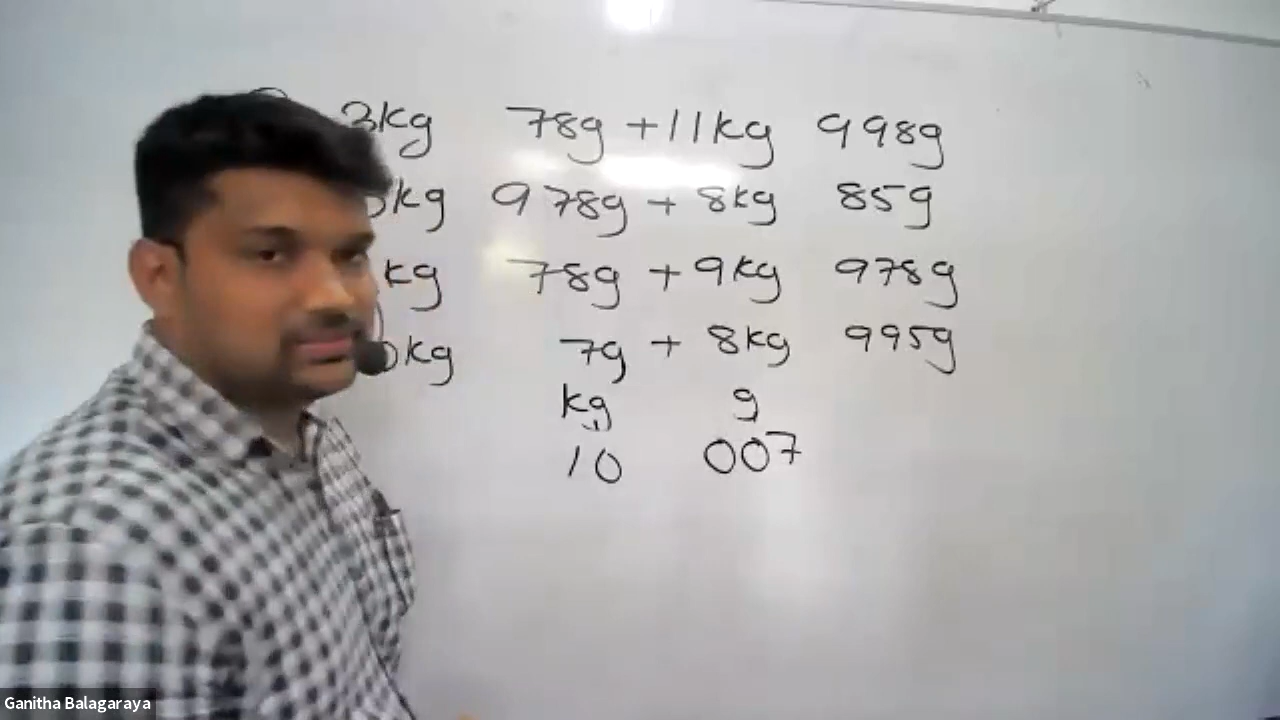 3kg 78g + 11kg 998g
kg 978g + 8kg 85g
kg 78g + 9kg 978g
kg 7g + 8kg 995g
kg g
10 007
Ganitha Balagaraya